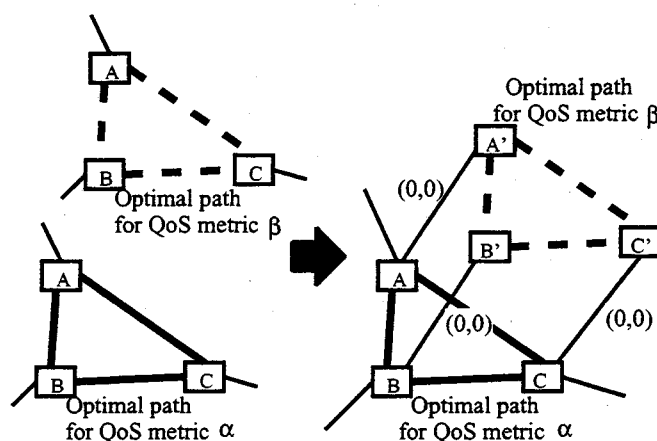 A
B
C
Optimal path
for QoS metric β
A
B
C
Optimal path
for QoS metric α
Optimal path
for QoS metric β
A'
(0,0)
B'
C'
A
(0,0)
(0,0)
B
C
Optimal path
for QoS metric α